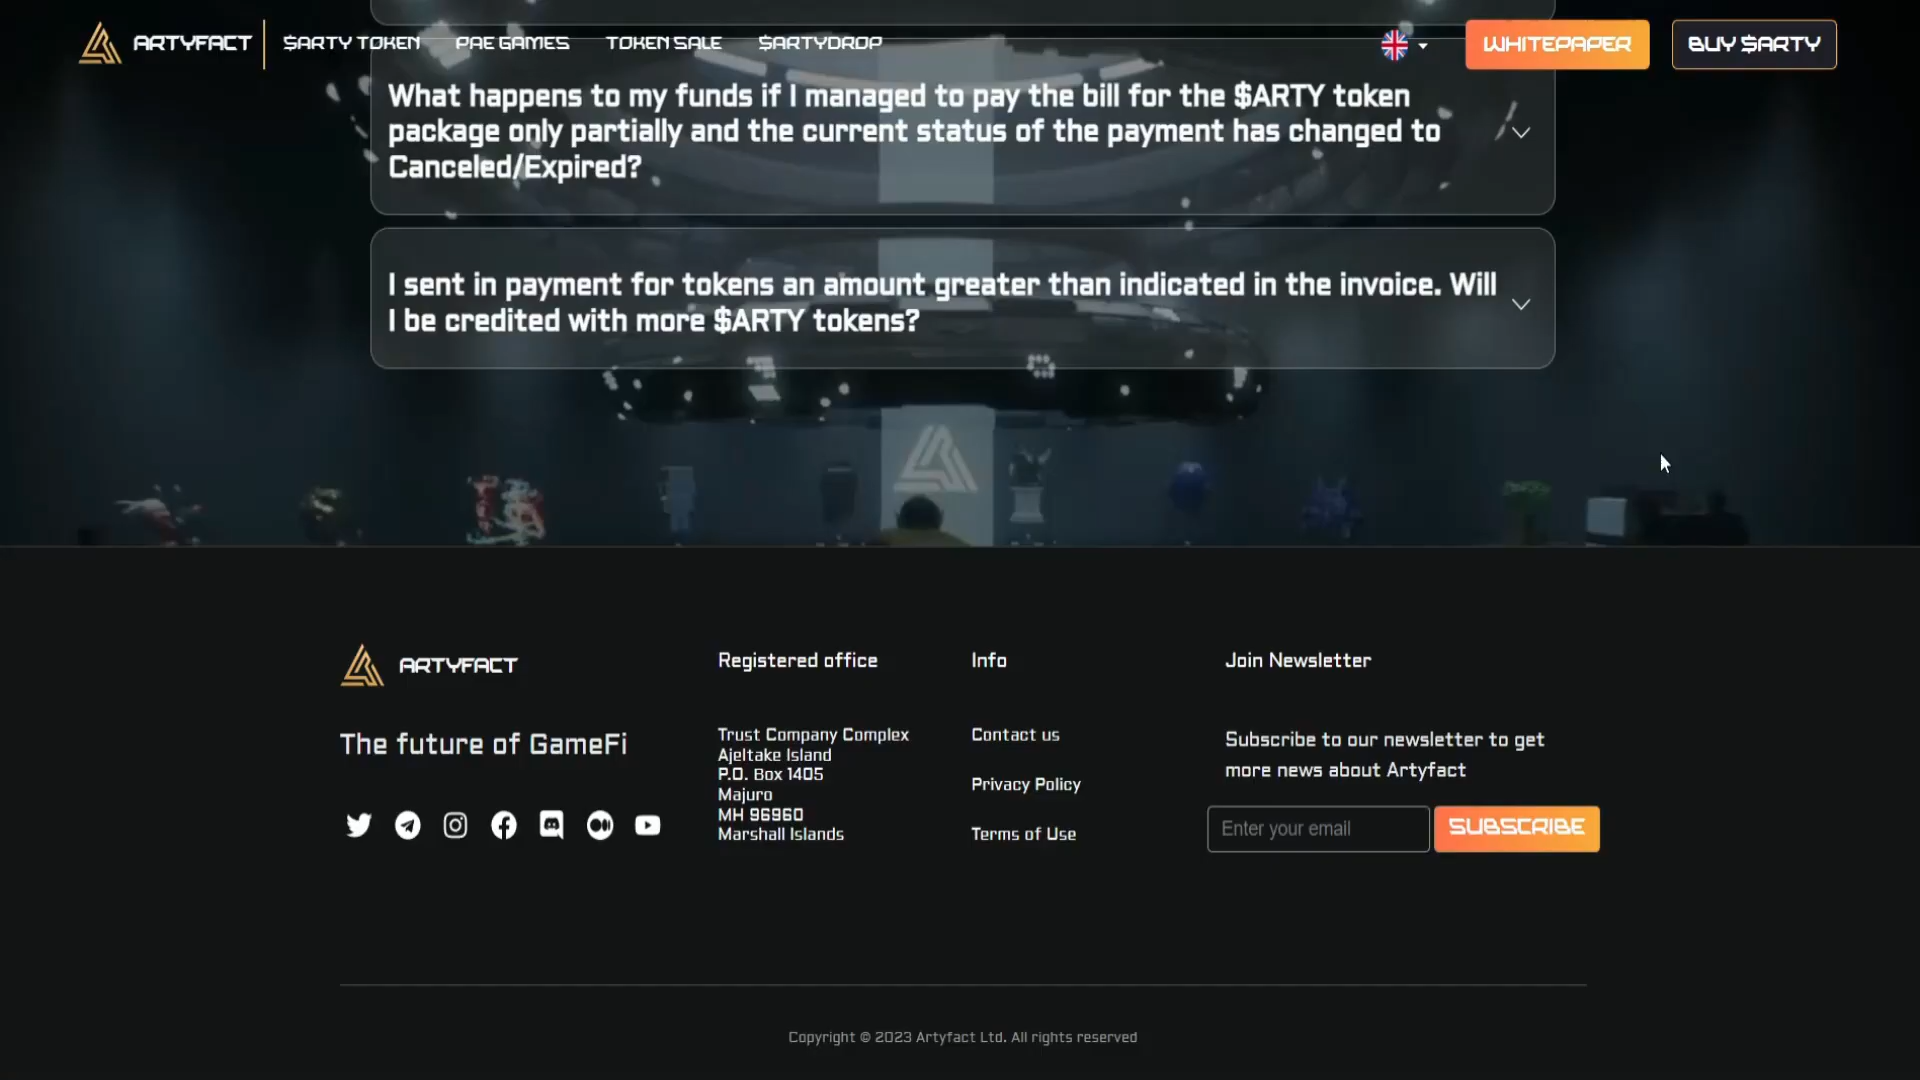 ARTYFACT
$ARTY TOKEN
PAE GAMES
TOKEN SALE
$ARTYDROP
WHITEPAPER
BUY $ARTY
What happens to my funds if I managed to pay the bill for the $ARTY token
package only partially and the current status of the payment has changed to
Canceled/Expired?
I sent in payment for tokens an amount greater than indicated in the invoice. Will
I be credited with more $ARTY tokens?
ARTYFACT
The future of GameFi
Registered office
Trust Company Complex
Ajeltake Island
P.O. Box 1405
Majuro
MH 96960
Marshall Islands
Info
Contact us
Privacy Policy
Terms of Use
Join Newsletter
Subscribe to our newsletter to get
more news about Artyfact
Enter your email
SUBSCRIBE
Copyright © 2023 Artyfact Ltd. All rights reserved